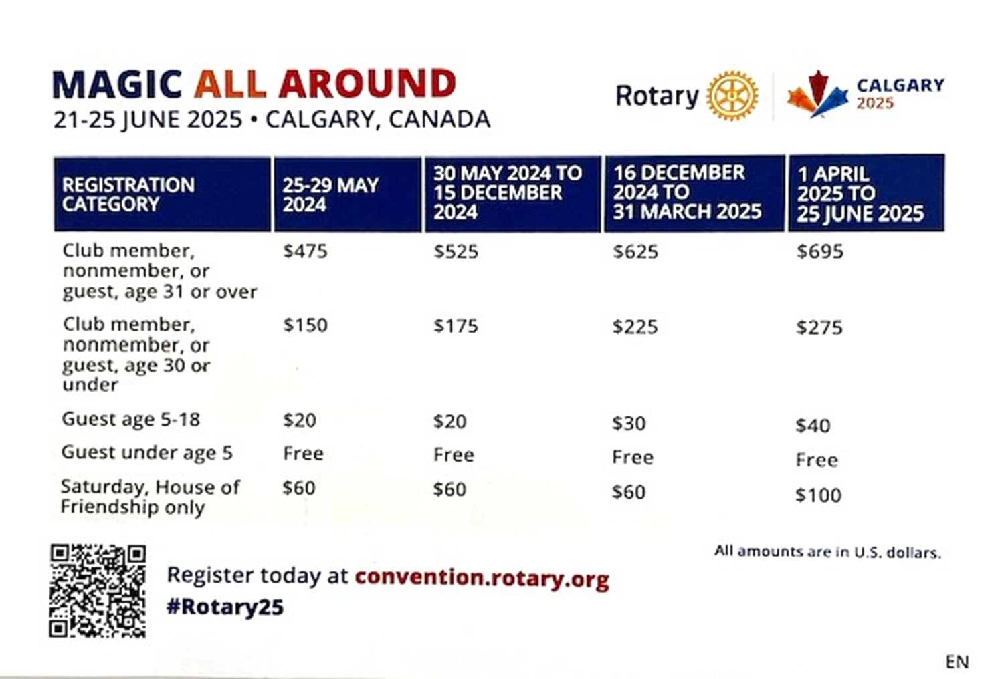 MAGIC ALL AROUND
21-25 JUNE 2025 • CALGARY, CANADA
Rotary
CALGARY
2025
REGISTRATION
CATEGORY
25-29 MAY
2024
30 MAY 2024 TO
15 DECEMBER
2024
16 DECEMBER
2024 TO
31 MARCH 2025
1 APRIL
2025 TO
25 JUNE 2025
Club member,
nonmember, or
guest, age 31 or over
$475
$525
$625
$695
Club member,
nonmember, or
guest, age 30 or
under
$150
$175
$225
$275
Guest age 5-18
$20
$20
$30
$40
Guest under age 5
Free
Free
Free
Free
Saturday, House of
Friendship only
$60
$60
$60
$100
All amounts are in U.S. dollars.
Register today at convention.rotary.org
#Rotary25
EN